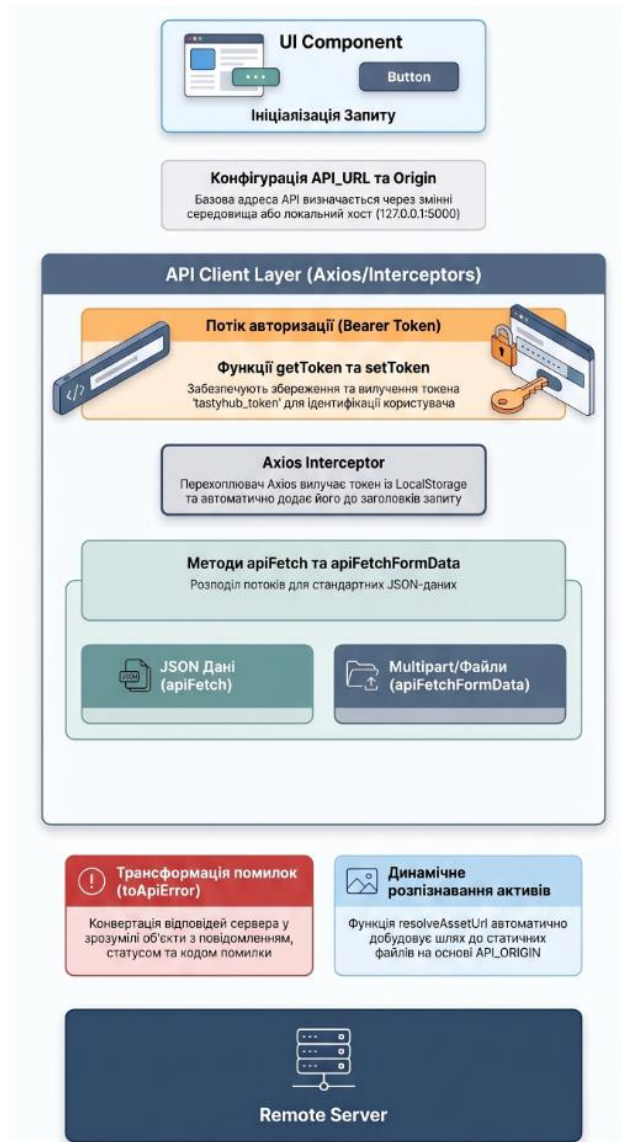 UI Component
Button
Ініціалізація Запиту
Конфігурація API_URL та Origin
Базова адреса API визначається через змінні
середовища або локальний хост (127.0.0.1:5000)
API Client Layer (Axios/Interceptors)
Потік авторизації (Bearer Token)
Функції getToken та setToken
Забезпечують збереження та вилучення токена
'tastyhub_token' для ідентифікації користувача
</>
Axios Interceptor
Перехоплювач Axios вилучає токен із LocalStorage
та автоматично додає його до заголовків запиту
Методи apiFetch та apiFetchFormData
Розподіл потоків для стандартних JSON-даних
JSON
JSON Дані
(apiFetch)
Multipart/Файли
(apiFetchFormData)
Трансформація помилок
(toApiError)
Конвертація відповідей сервера у
зрозумілі об'єкти з повідомленням,
статусом та кодом помилки
Динамічне
розпізнавання активів
Функція resolveAssetUrl автоматично
добудовує шлях до статичних
файлів на основі API_ORIGIN
Remote Server